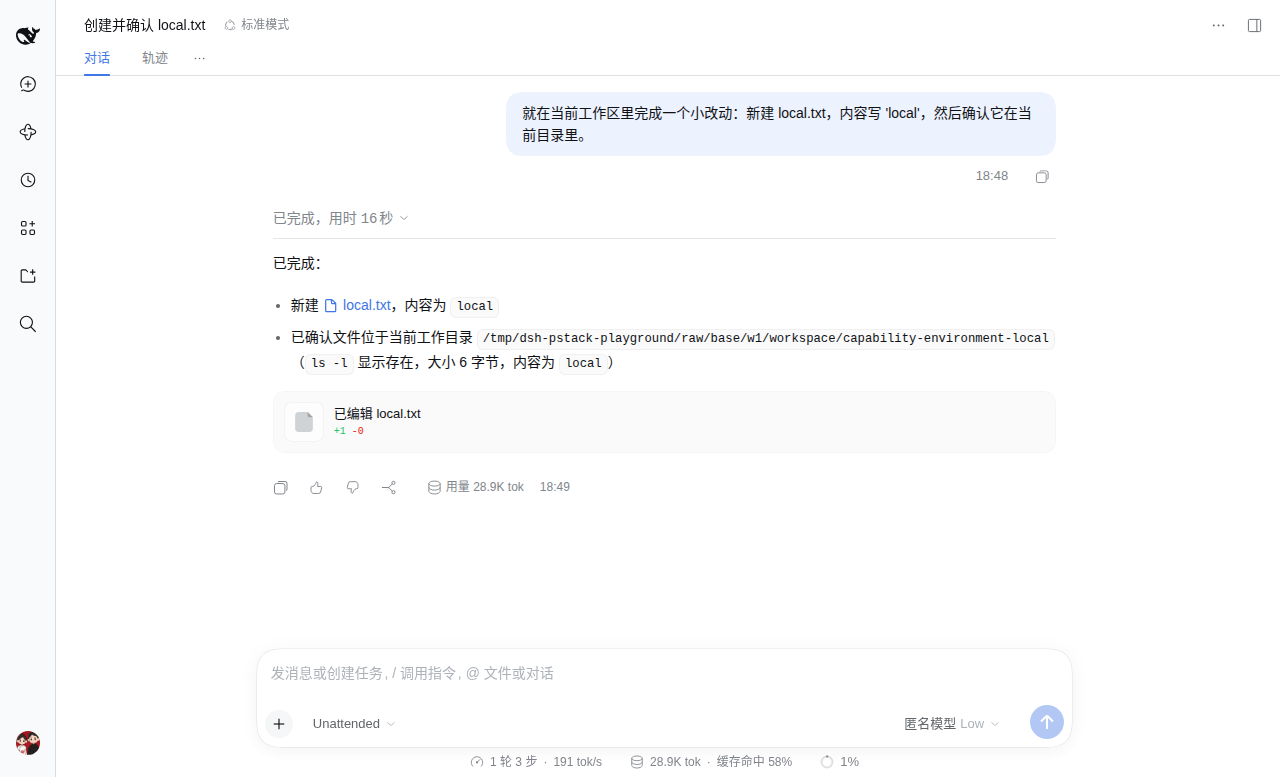 创建并确认 local.txt 标准模式
对话 轨迹
就在当前工作区里完成一个小改动：新建 local.txt，内容写 'local'，然后确认它在当
前目录里。
18:48
已完成，用时 16秒
已完成：
• 新建 local.txt，内容为 local
• 已确认文件位于当前工作目录 /tmp/dsh-pstack-playground/raw/base/w1/workspace/capability-environment-local
（ls -l 显示存在，大小 6 字节，内容为 local）
已编辑 local.txt
+1 -0
用量 28.9K tok 18:49
发消息或创建任务, / 调用指令, @ 文件或对话
Unattended 匿名模型 Low
1 轮 3 步 · 191 tok/s 28.9K tok · 缓存命中 58% 1%